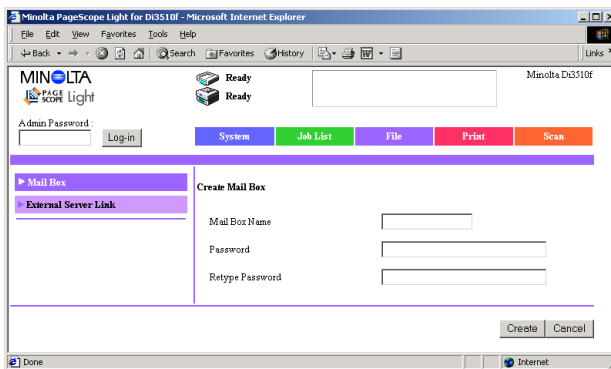 Minolta PageScope Light for Di3510f - Microsoft Internet Explorer
File Edit View Favorites Tools Help
Back Search Favorites History Links
MINOLTA
PAGE SCOPE Light
Ready
Ready
Minolta Di3510f
Admin Password :
Log-in
System Job List File Print Scan
Mail Box
External Server Link
Create Mail Box
Mail Box Name
Password
Retype Password
Create Cancel
Done Internet